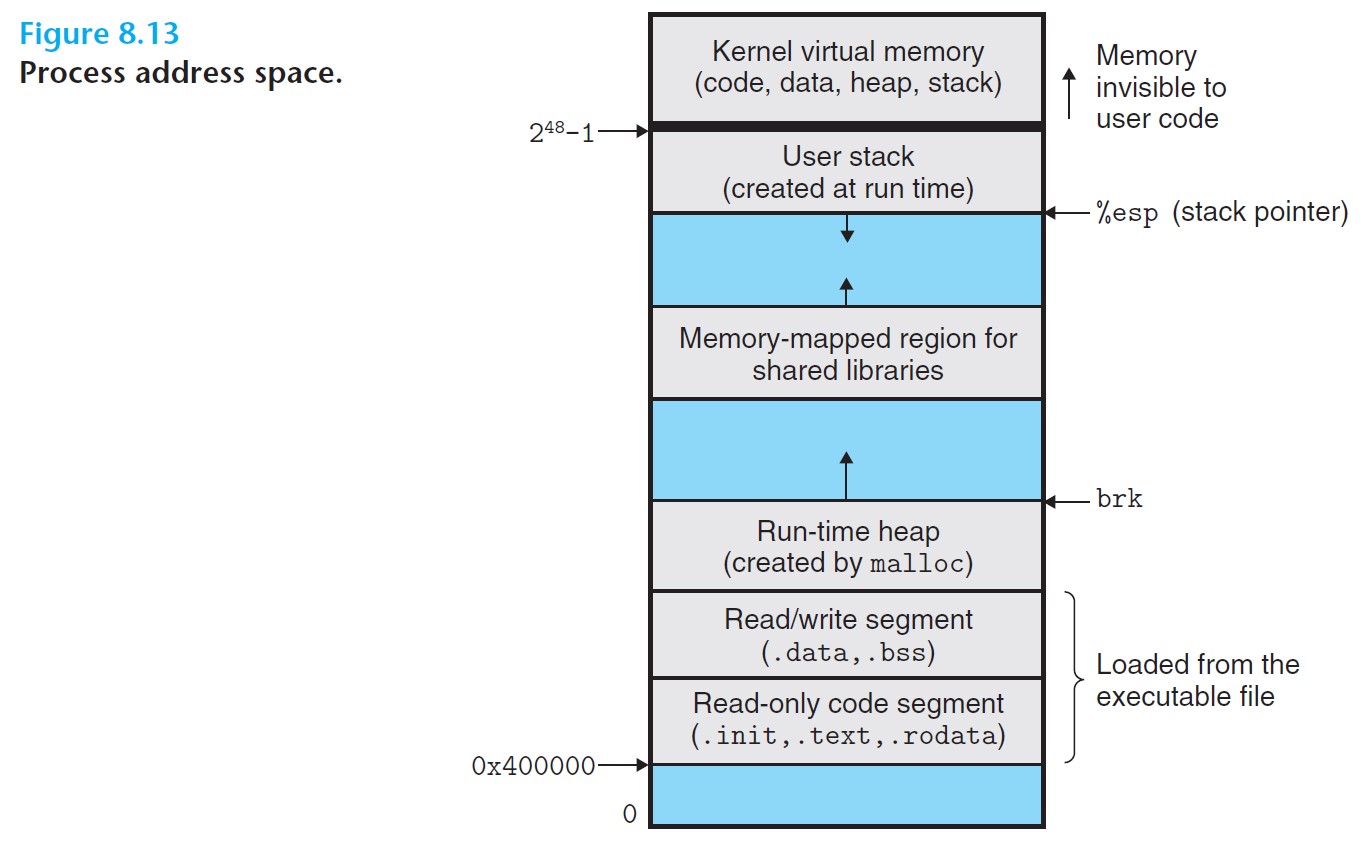 Figure 8.13
Process address space.
Kernel virtual memory
(code, data, heap, stack)
Memory
invisible to
user code
2⁴⁸−1
User stack
(created at run time)
%esp (stack pointer)
Memory-mapped region for
shared libraries
brk
Run-time heap
(created by malloc)
Read/write segment
(.data,.bss)
Loaded from the
executable file
Read-only code segment
(.init,.text,.rodata)
0x400000
0